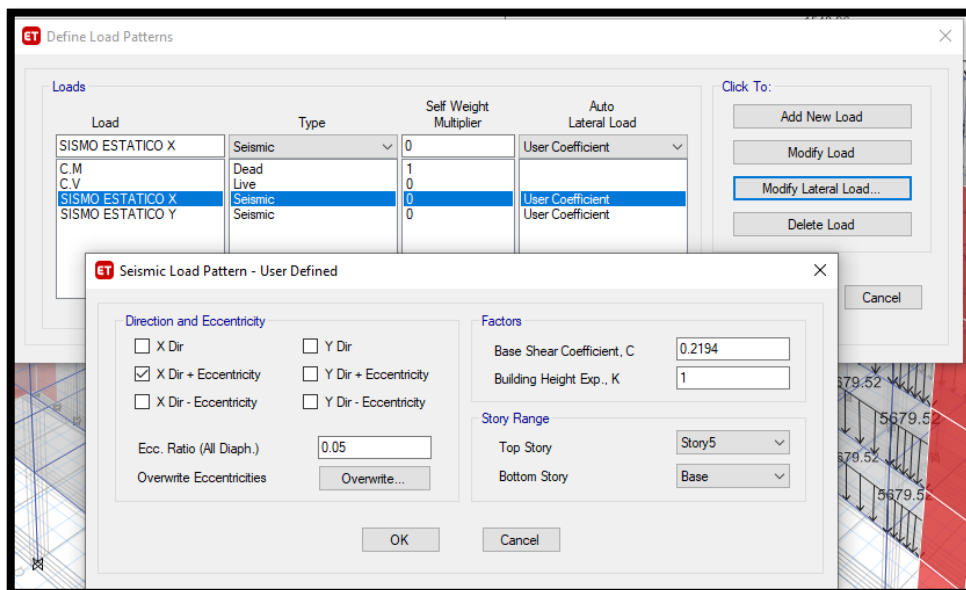 ET Define Load Patterns
Loads
Click To:
Load Type Self Weight Multiplier Auto Lateral Load
SISMO ESTATICO X Seismic 0 User Coefficient
C.M Dead 1
C.V Live 0
SISMO ESTATICO X Seismic 0 User Coefficient
SISMO ESTATICO Y Seismic 0 User Coefficient
Add New Load
Modify Load
Modify Lateral Load...
Delete Load
Cancel
ET Seismic Load Pattern - User Defined
Direction and Eccentricity
X Dir Y Dir
X Dir + Eccentricity Y Dir + Eccentricity
X Dir - Eccentricity Y Dir - Eccentricity
Ecc. Ratio (All Diaph.) 0.05
Overwrite Eccentricities Overwrite...
Factors
Base Shear Coefficient, C 0.2194
Building Height Exp., K 1
Story Range
Top Story Story5
Bottom Story Base
OK Cancel
5679.52
5679.52